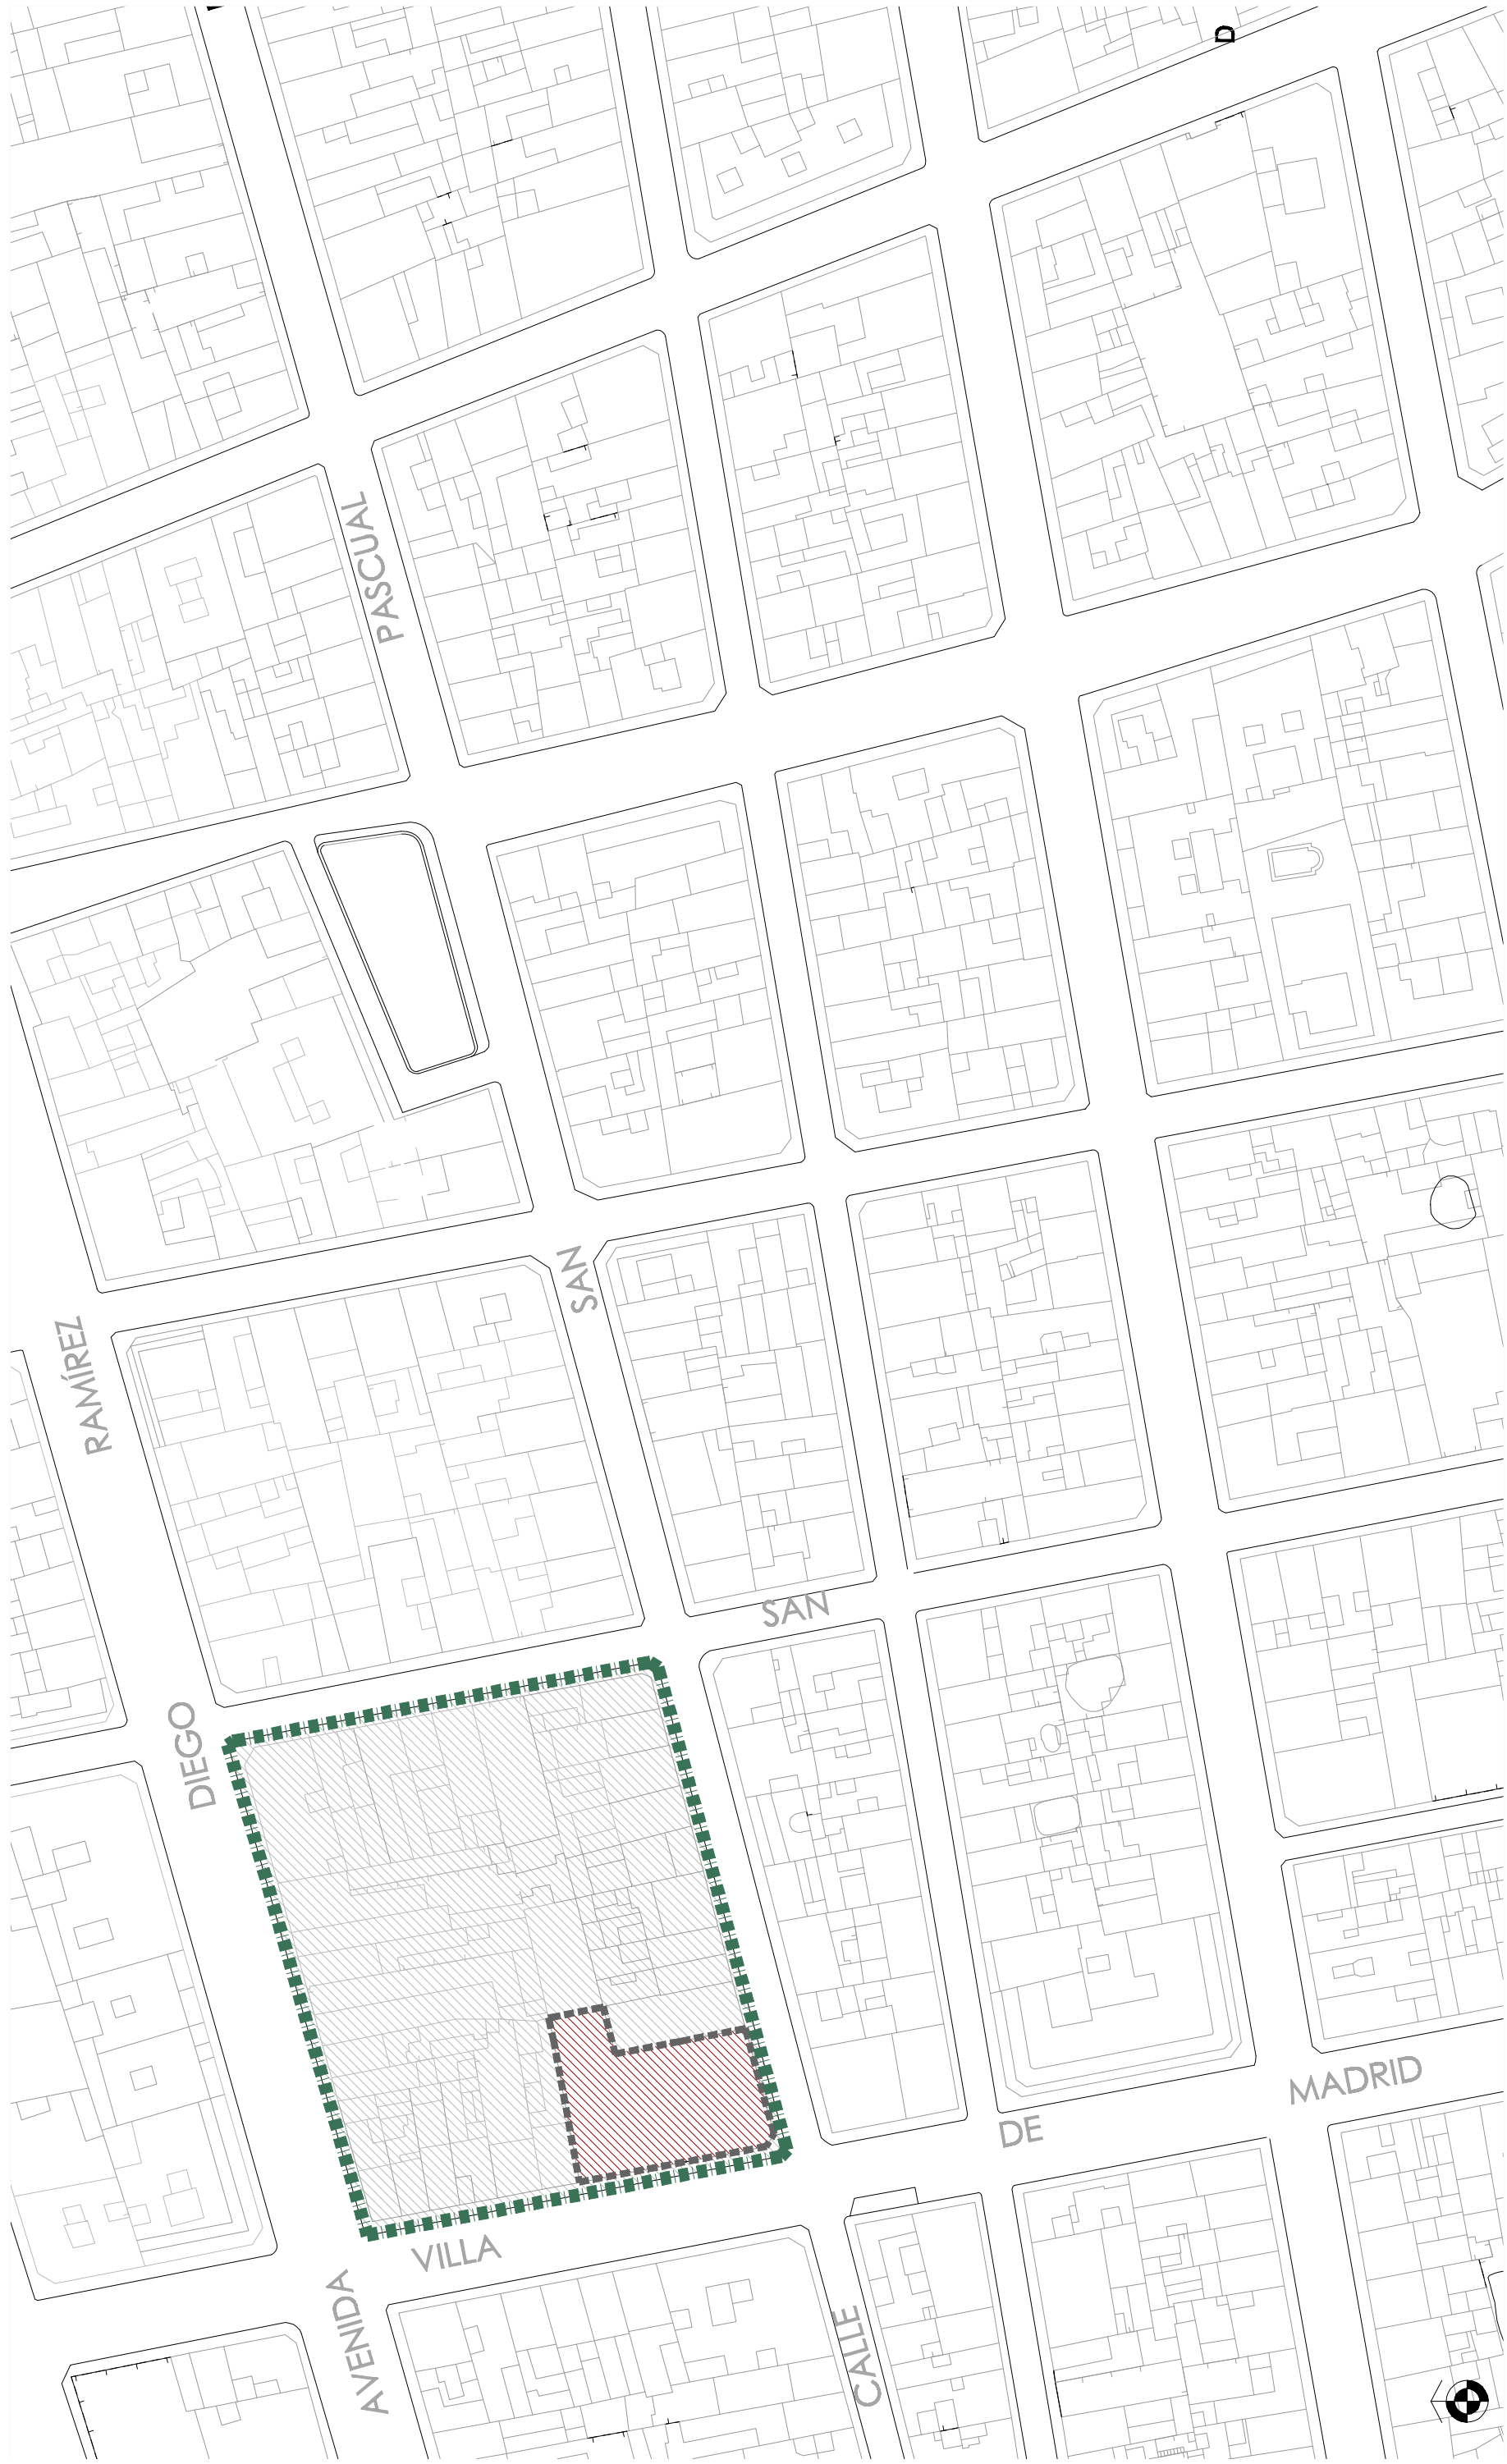 D
PASCUAL
SAN
RAMÍREZ
SAN
DIEGO
MADRID
DE
VILLA
AVENIDA
CALLE